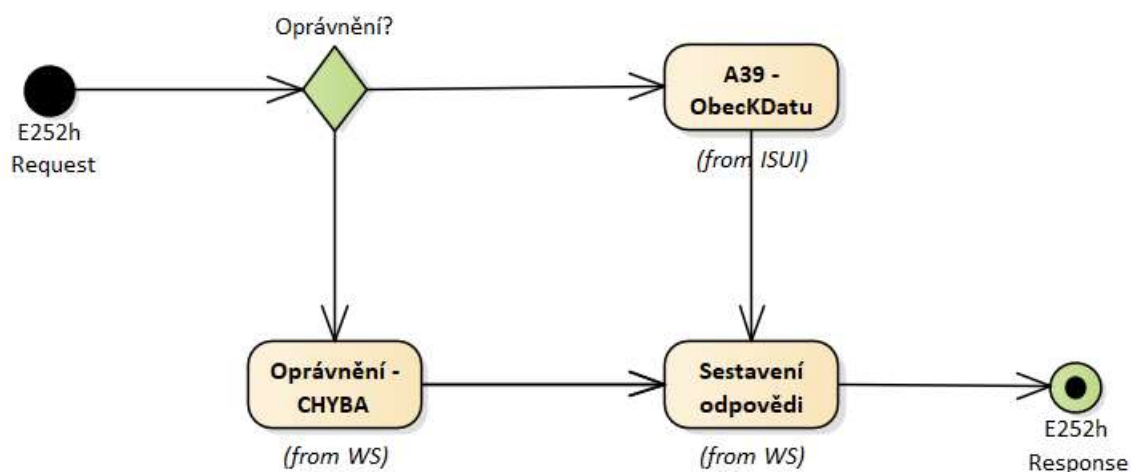 Oprávnění?
E252h
Request
A39 -
ObecKDatu
(from ISUI)
Oprávnění -
CHYBA
(from WS)
Sestavení
odpovědi
(from WS)
E252h
Response